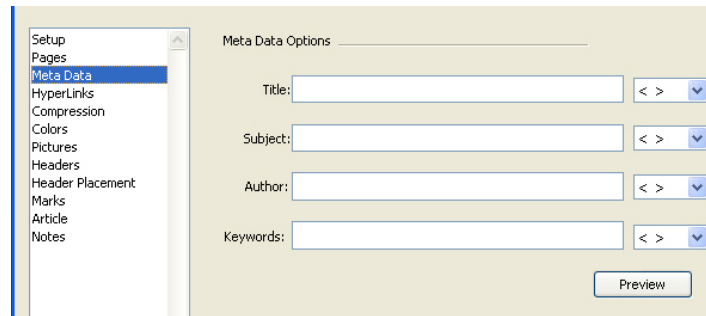 Setup
Pages
Meta Data
HyperLinks
Compression
Colors
Pictures
Headers
Header Placement
Marks
Article
Notes
Meta Data Options
Title:
< >
Subject:
< >
Author:
< >
Keywords:
< >
Preview